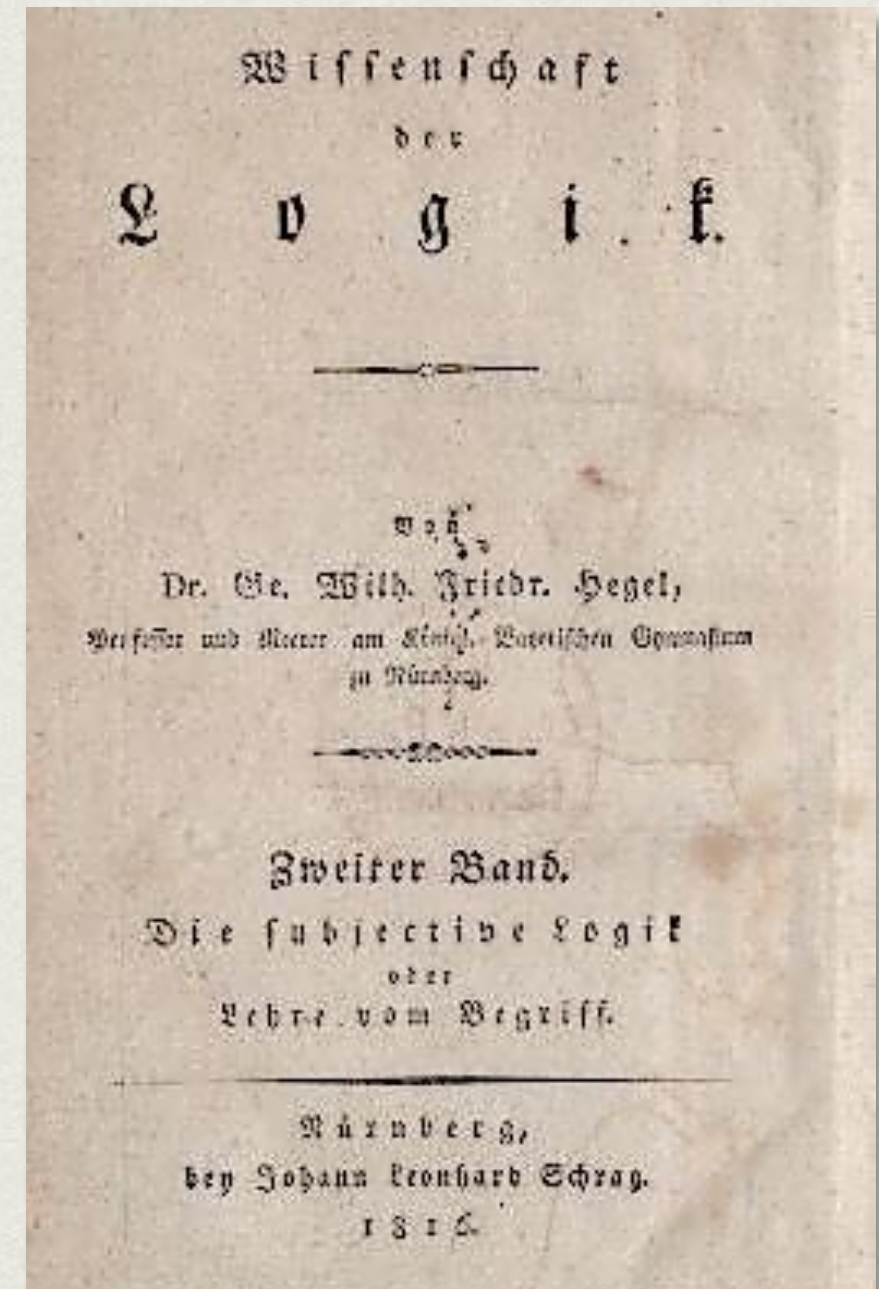 Wissenschaft
der
Logik.
Von
Dr. Ge. Wilh. Friedr. Hegel,
Professor und Rector am Königl. Bayerischen Gymnasium
zu Nürnberg.
Zweiter Band.
Die subjective Logik
oder
Lehre vom Begriff.
Nürnberg,
bey Johann Leonhard Schrag.
1816.